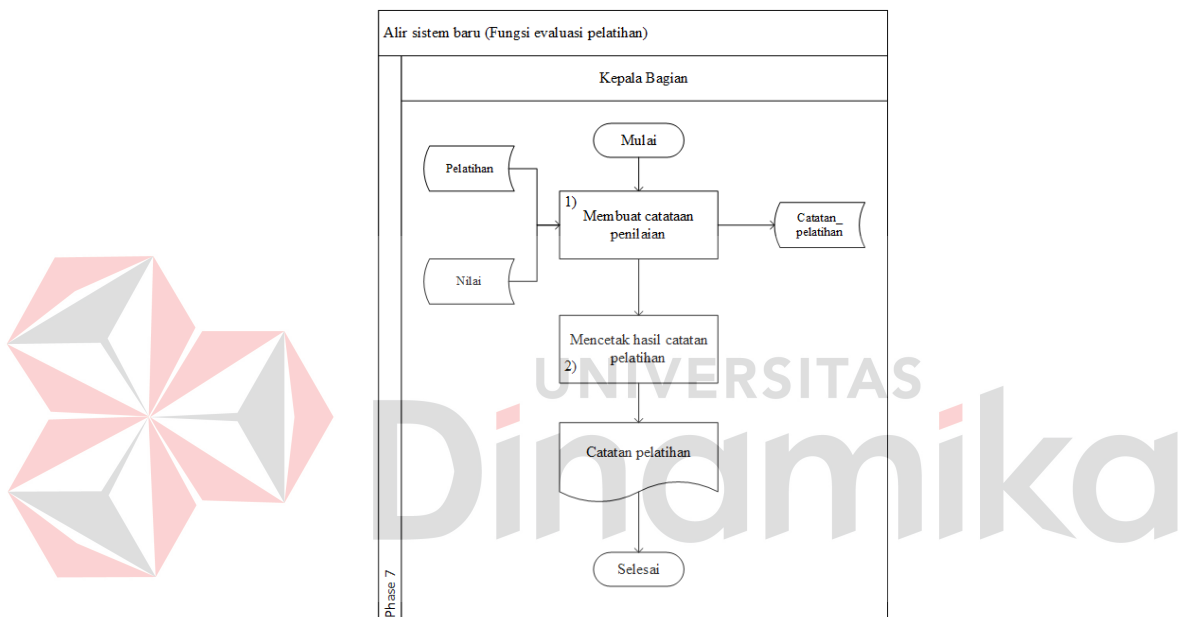 Alir sistem baru (Fungsi evaluasi pelatihan)
Kepala Bagian
Mulai
Pelatihan
1)
Membuat catataan
penilaian
Catatan_
pelatihan
Nilai
Mencetak hasil catatan
pelatihan
2)
UNIVERSITAS
Dinamika
Catatan pelatihan
Selesai
Phase 7